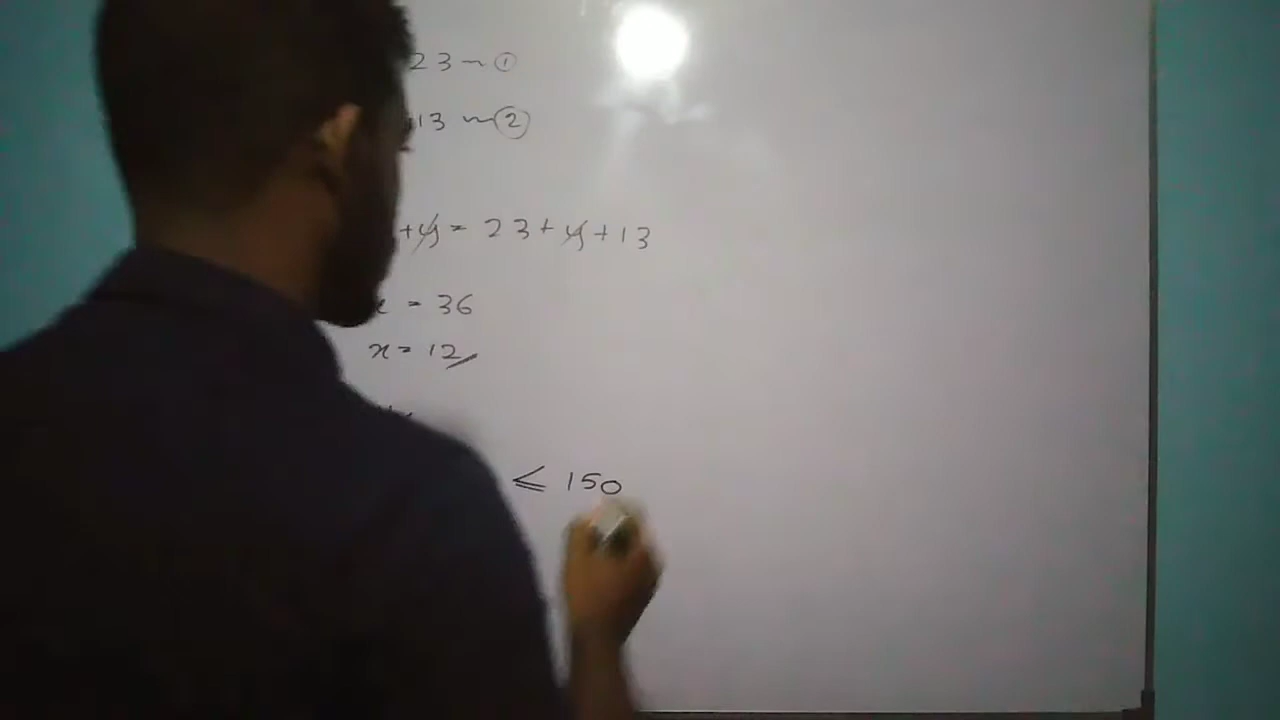 23 ~ ①
13 ~ ②
+y = 23 + y + 13
x = 36
x = 12
≤ 150